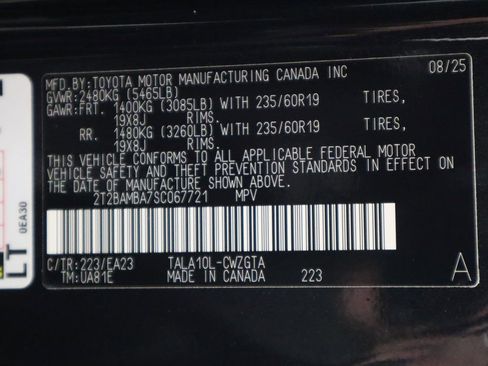 MFD.BY:TOYOTA MOTOR MANUFACTURING CANADA INC 08/25
GVWR:2480KG (5465LB)
GAWR:FRT. 1400KG (3085LB) WITH 235/60R19 TIRES,
19X8J RIMS.
RR. 1480KG (3260LB) WITH 235/60R19 TIRES,
19X8J RIMS.
THIS VEHICLE CONFORMS TO ALL APPLICABLE FEDERAL MOTOR
VEHICLE SAFETY AND THEFT PREVENTION STANDARDS IN EFFECT ON
THE DATE OF MANUFACTURE SHOWN ABOVE.
2T2BAMBA7SC067721 MPV
C/TR:223/EA23 TALA10L-CWZGTA
TM:UA81E MADE IN CANADA 223 A
LT
0EA30